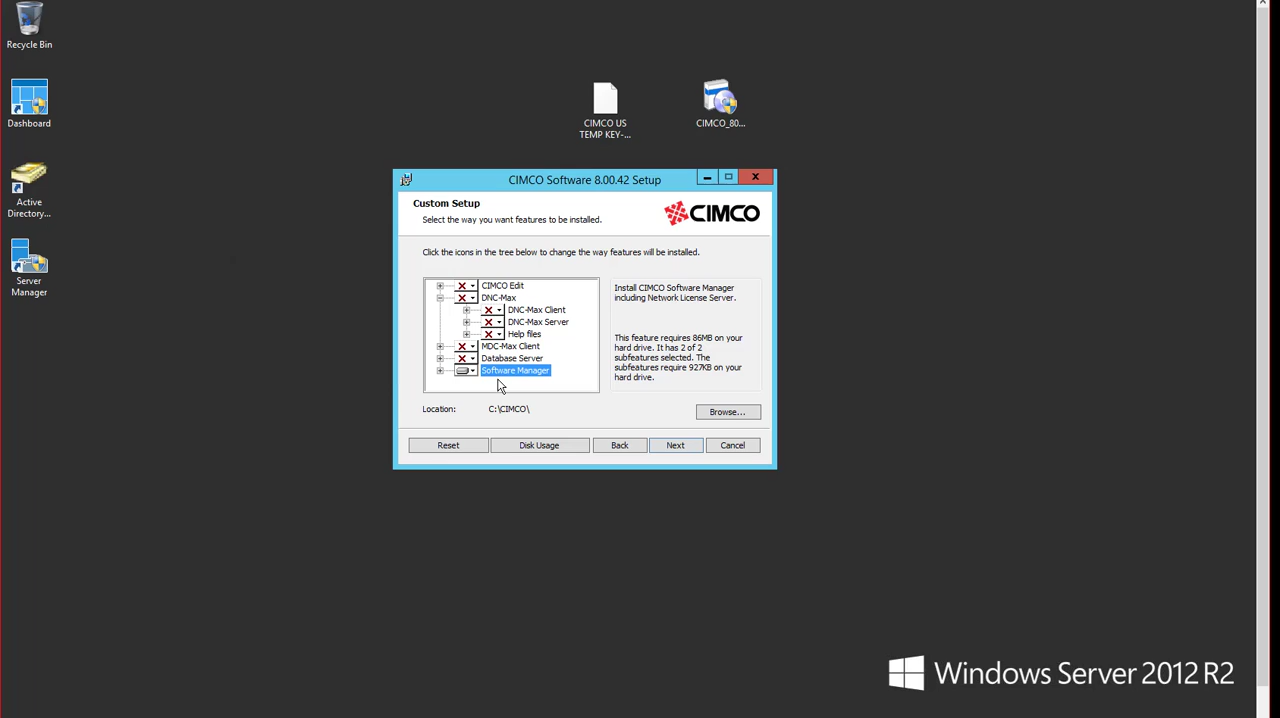 Recycle Bin
Dashboard
Active
Directory...
Server
Manager
CIMCO US
TEMP KEY-...
CIMCO_80...
CIMCO Software 8.00.42 Setup
Custom Setup
Select the way you want features to be installed.
CIMCO
Click the icons in the tree below to change the way features will be installed.
CIMCO Edit
DNC-Max
DNC-Max Client
DNC-Max Server
Help files
MDC-Max Client
Database Server
Software Manager
Install CIMCO Software Manager
including Network License Server.
This feature requires 86MB on your
hard drive. It has 2 of 2
subfeatures selected. The
subfeatures require 927KB on your
hard drive.
Location: C:\CIMCO\
Browse...
Reset Disk Usage Back Next Cancel
Windows Server 2012 R2